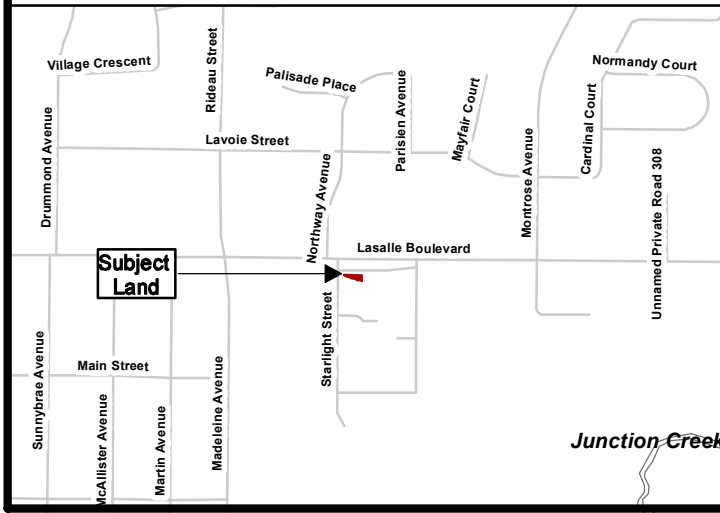 Village Crescent
Rideau Street
Palisade Place
Parisien Avenue
Mayfair Court
Normandy Court
Cardinal Court
Drummond Avenue
Lavoie Street
Montrose Avenue
Northway Avenue
Unnamed Private Road 308
Lasalle Boulevard
Subject
Land
Starlight Street
Sunnybrae Avenue
Main Street
Madeleine Avenue
McAllister Avenue
Martin Avenue
Junction Creek